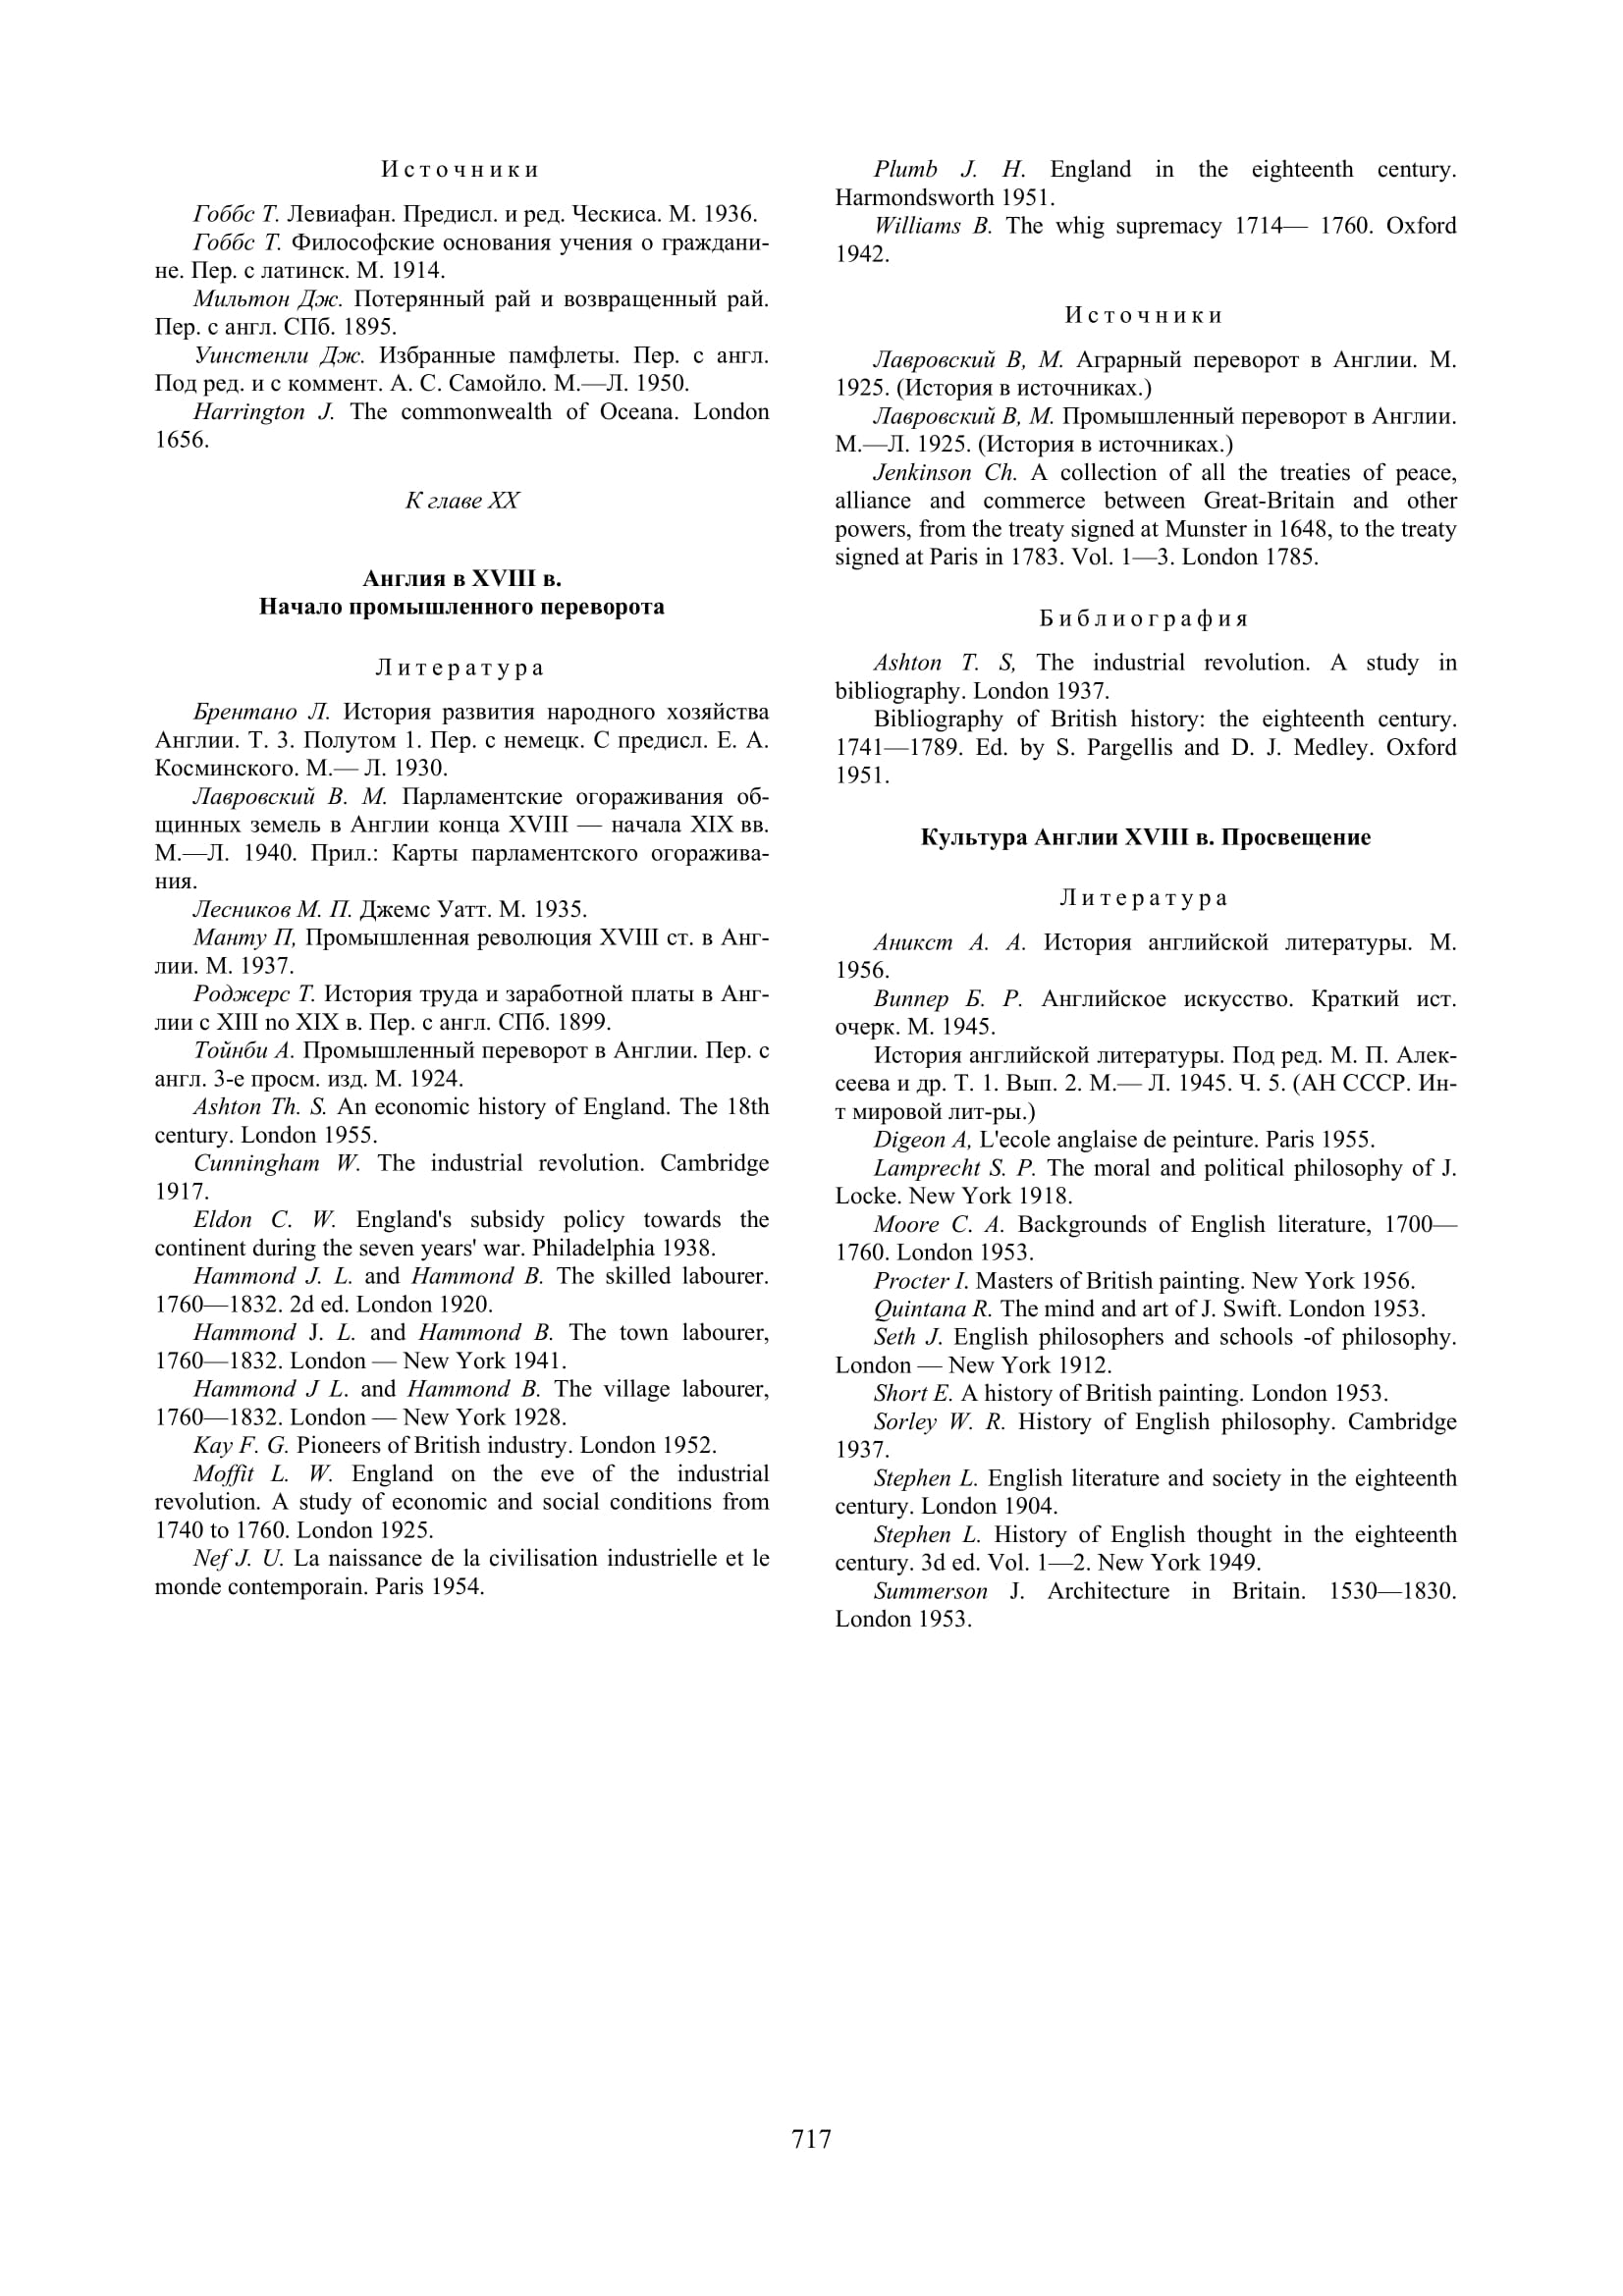 Источники
Гоббс Т. Левиафан. Предисл. и ред. Ческиса. М. 1936.
Гоббс Т. Философские основания учения о граждани-
не. Пер. с латинск. М. 1914.
Мильтон Дж. Потерянный рай и возвращенный рай.
Пер. с англ. СПб. 1895.
Уинстенли Дж. Избранные памфлеты. Пер. с англ.
Под ред. и с коммент. А. С. Самойло. М.—Л. 1950.
Harrington J. The commonwealth of Oceana. London
1656.
К главе XX
Англия в XVIII в.
Начало промышленного переворота
Литература
Брентано Л. История развития народного хозяйства
Англии. Т. 3. Полутом 1. Пер. с немецк. С предисл. Е. А.
Косминского. М.— Л. 1930.
Лавровский В. М. Парламентские огораживания об-
щинных земель в Англии конца XVIII — начала XIX вв.
М.—Л. 1940. Прил.: Карты парламентского огоражива-
ния.
Лесников М. П. Джемс Уатт. М. 1935.
Манту П, Промышленная революция XVIII ст. в Анг-
лии. М. 1937.
Роджерс Т. История труда и заработной платы в Анг-
лии с XIII no XIX в. Пер. с англ. СПб. 1899.
Тойнби А. Промышленный переворот в Англии. Пер. с
англ. 3-е просм. изд. М. 1924.
Ashton Th. S. An economic history of England. The 18th
century. London 1955.
Cunningham W. The industrial revolution. Cambridge
1917.
Eldon C. W. England's subsidy policy towards the
continent during the seven years' war. Philadelphia 1938.
Hammond J. L. and Hammond B. The skilled labourer.
1760—1832. 2d ed. London 1920.
Hammond J. L. and Hammond B. The town labourer,
1760—1832. London — New York 1941.
Hammond J L. and Hammond B. The village labourer,
1760—1832. London — New York 1928.
Kay F. G. Pioneers of British industry. London 1952.
Moffit L. W. England on the eve of the industrial
revolution. A study of economic and social conditions from
1740 to 1760. London 1925.
Nef J. U. La naissance de la civilisation industrielle et le
monde contemporain. Paris 1954.
Plumb J. H. England in the eighteenth century.
Harmondsworth 1951.
Williams B. The whig supremacy 1714— 1760. Oxford
1942.
Источники
Лавровский В, М. Аграрный переворот в Англии. М.
1925. (История в источниках.)
Лавровский В, М. Промышленный переворот в Англии.
М.—Л. 1925. (История в источниках.)
Jenkinson Ch. A collection of all the treaties of peace,
alliance and commerce between Great-Britain and other
powers, from the treaty signed at Munster in 1648, to the treaty
signed at Paris in 1783. Vol. 1—3. London 1785.
Библиография
Ashton T. S, The industrial revolution. A study in
bibliography. London 1937.
Bibliography of British history: the eighteenth century.
1741—1789. Ed. by S. Pargellis and D. J. Medley. Oxford
1951.
Культура Англии XVIII в. Просвещение
Литература
Аникст А. А. История английской литературы. М.
1956.
Виппер Б. Р. Английское искусство. Краткий ист.
очерк. М. 1945.
История английской литературы. Под ред. М. П. Алек-
сеева и др. Т. 1. Вып. 2. М.— Л. 1945. Ч. 5. (АН СССР. Ин-
т мировой лит-ры.)
Digeon A, L'ecole anglaise de peinture. Paris 1955.
Lamprecht S. P. The moral and political philosophy of J.
Locke. New York 1918.
Moore C. A. Backgrounds of English literature, 1700—
1760. London 1953.
Procter I. Masters of British painting. New York 1956.
Quintana R. The mind and art of J. Swift. London 1953.
Seth J. English philosophers and schools -of philosophy.
London — New York 1912.
Short E. A history of British painting. London 1953.
Sorley W. R. History of English philosophy. Cambridge
1937.
Stephen L. English literature and society in the eighteenth
century. London 1904.
Stephen L. History of English thought in the eighteenth
century. 3d ed. Vol. 1—2. New York 1949.
Summerson J. Architecture in Britain. 1530—1830.
London 1953.
717